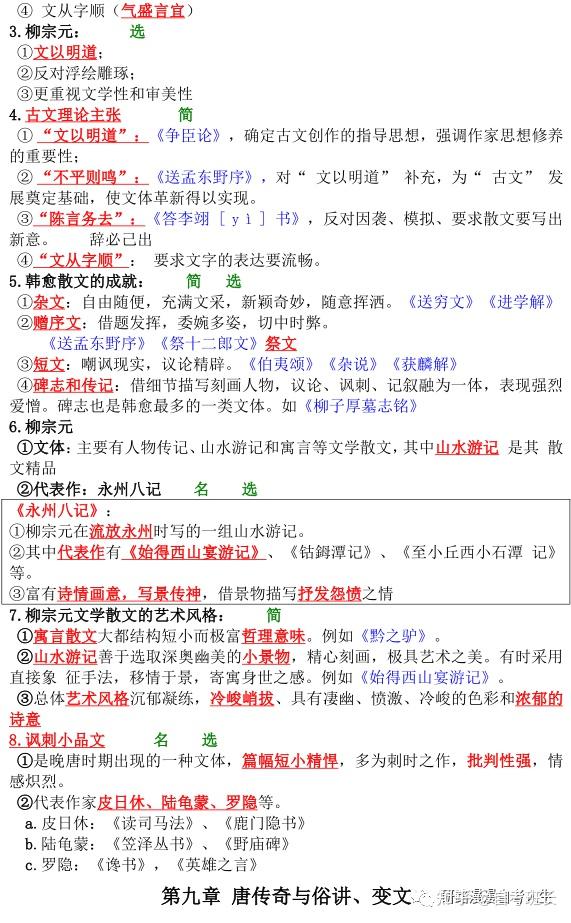 ④ 文从字顺（气盛言宜）
3.柳宗元： 选
①文以明道；
②反对浮绘雕琢；
③更重视文学性和审美性
4.古文理论主张 简
①“文以明道”：《争臣论》，确定古文创作的指导思想，强调作家思想修养
的重要性；
②“不平则鸣”：《送孟东野序》，对“ 文以明道” 补充，为“ 古文” 发
展奠定基础，使文体革新得以实现。
③“陈言务去”：《答李翊［yì］书》，反对因袭、模拟、要求散文要写出
新意。 辞必己出
④“文从字顺”： 要求文字的表达要流畅。
5.韩愈散文的成就： 简 选
①杂文：自由随便，充满文采，新颖奇妙，随意挥洒。《送穷文》《进学解》
②赠序文：借题发挥，委婉多姿，切中时弊。
《送孟东野序》《祭十二郎文》祭文
③短文：嘲讽现实，议论精辟。《伯夷颂》《杂说》《获麟解》
④碑志和传记：借细节描写刻画人物，议论、讽刺、记叙融为一体，表现强烈
爱憎。碑志也是韩愈最多的一类文体。如《柳子厚墓志铭》
6.柳宗元
①文体：主要有人物传记、山水游记和寓言等文学散文，其中山水游记 是其 散
文精品
②代表作：永州八记 名 选
《永州八记》：
①柳宗元在流放永州时写的一组山水游记。
②其中代表作有《始得西山宴游记》、《钴鉧潭记》、《至小丘西小石潭 记》
等。
③富有诗情画意，写景传神，借景物描写抒发怨愤之情
7.柳宗元文学散文的艺术风格： 简
①寓言散文大都结构短小而极富哲理意味。例如《黔之驴》。
②山水游记善于选取深奥幽美的小景物，精心刻画，极具艺术之美。有时采用
直接象 征手法，移情于景，寄寓身世之感。例如《始得西山宴游记》。
③总体艺术风格沉郁凝练，冷峻峭拔、具有凄幽、愤激、冷峻的色彩和浓郁的
诗意
8.讽刺小品文 名 选
①是晚唐时期出现的一种文体，篇幅短小精悍，多为刺时之作，批判性强，情
感炽烈。
②代表作家皮日休、陆龟蒙、罗隐等。
a.皮日休：《读司马法》、《鹿门隐书》
b.陆龟蒙：《笠泽丛书》、《野庙碑》
c.罗隐：《谗书》，《英雄之言》
第九章 唐传奇与俗讲、变文